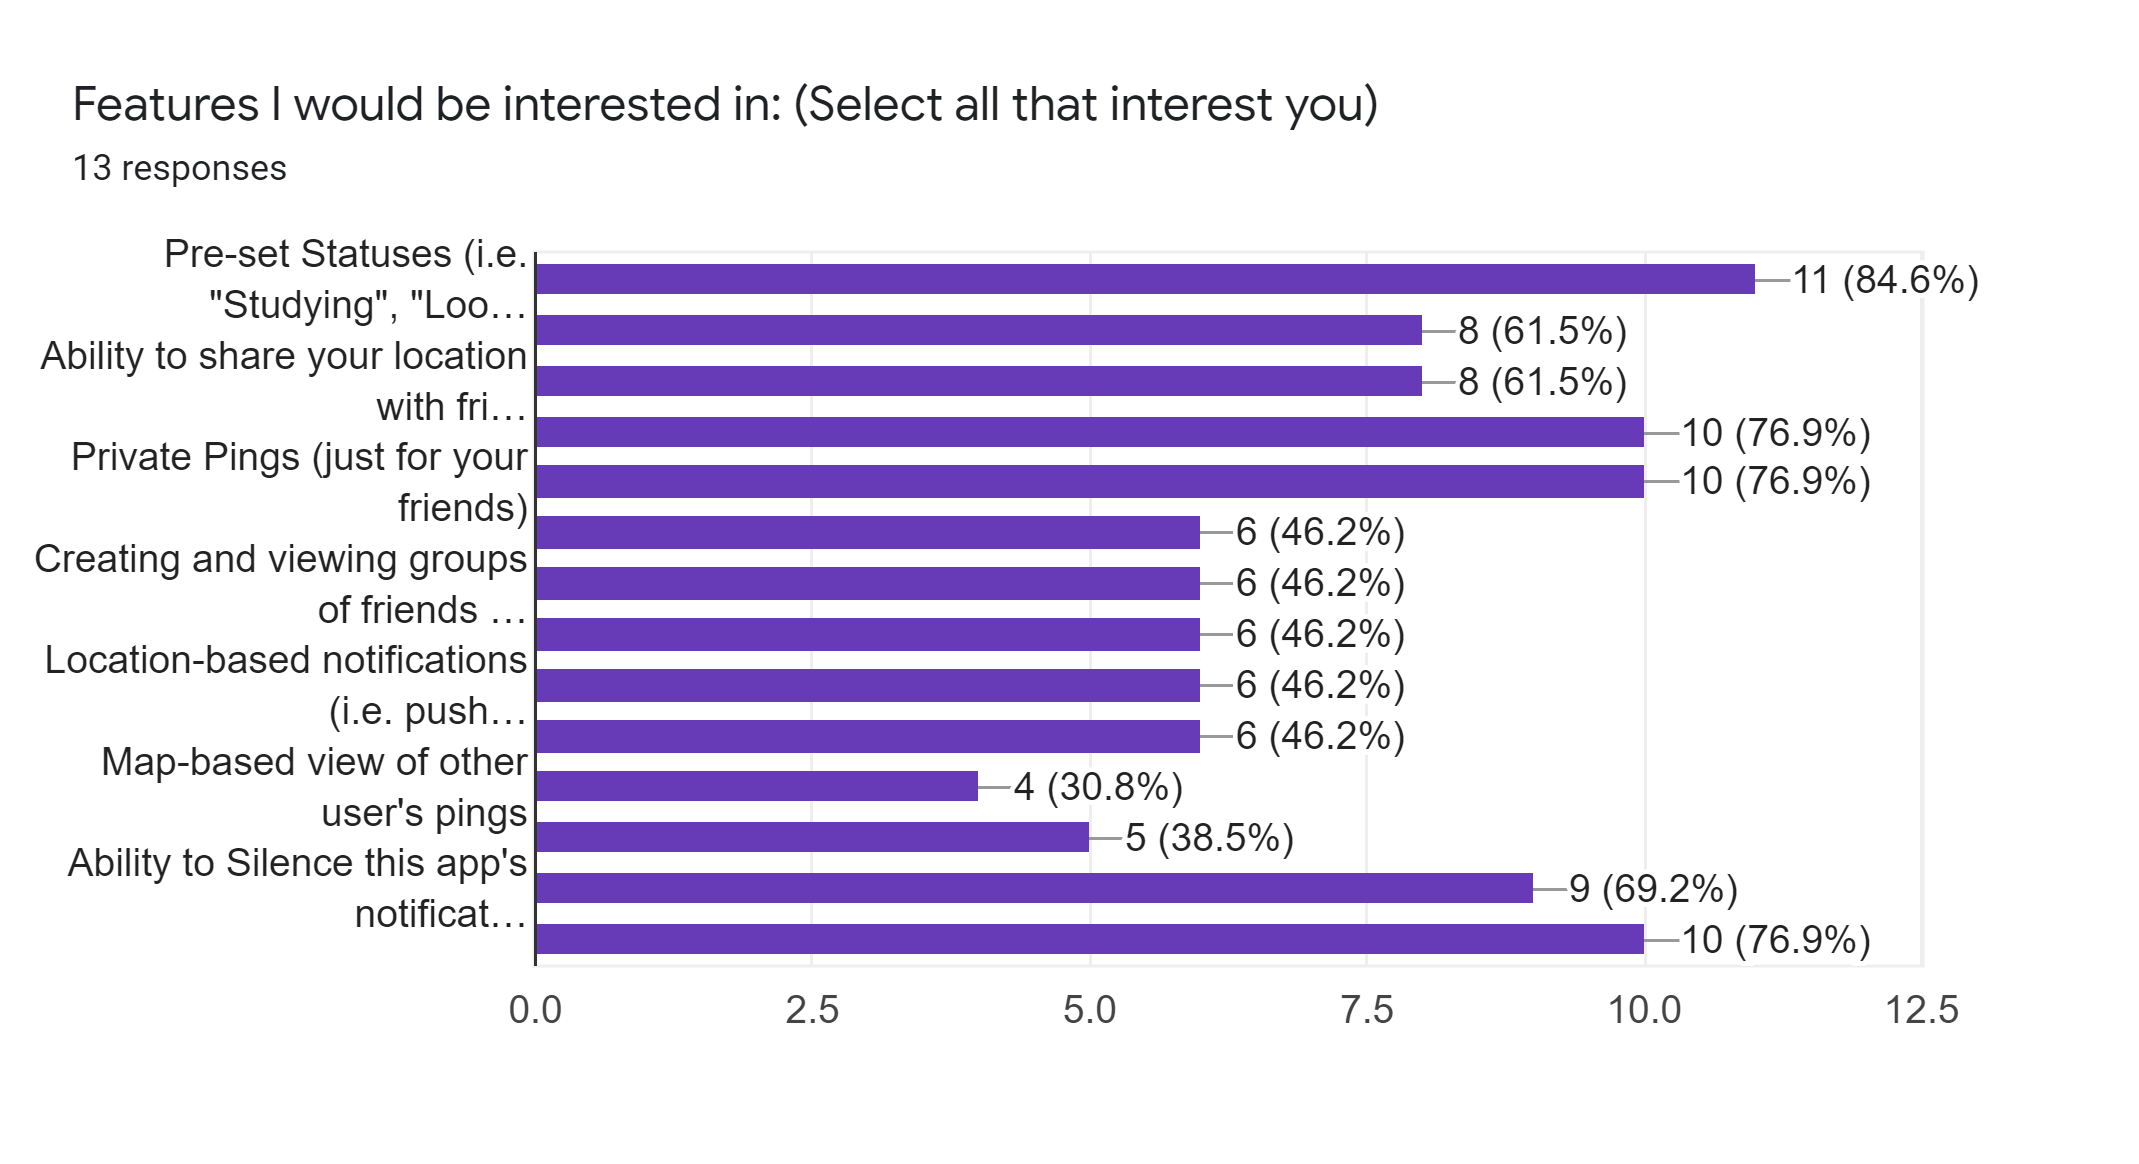 Features I would be interested in: (Select all that interest you)
13 responses
Pre-set Statuses (i.e.
"Studying", "Loo…
Ability to share your location
with fri…
Private Pings (just for your
friends)
Creating and viewing groups
of friends …
Location-based notifications
(i.e. push…
Map-based view of other
user's pings
Ability to Silence this app's
notificat…
11 (84.6%)
8 (61.5%)
8 (61.5%)
10 (76.9%)
10 (76.9%)
6 (46.2%)
6 (46.2%)
6 (46.2%)
6 (46.2%)
6 (46.2%)
4 (30.8%)
5 (38.5%)
9 (69.2%)
10 (76.9%)
0.0 2.5 5.0 7.5 10.0 12.5